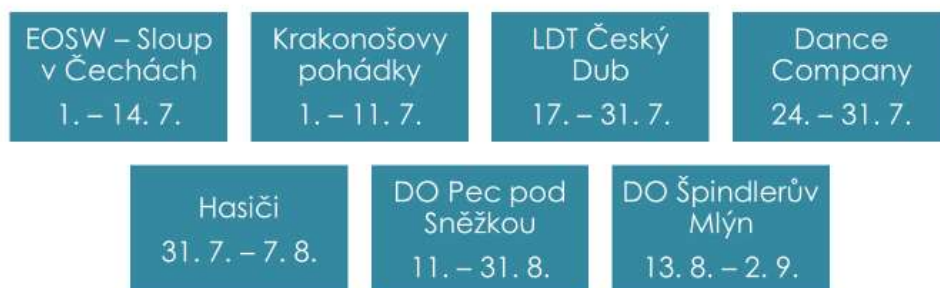 EOSW – Sloup
v Čechách
1. – 14. 7.
Krakonošovy
pohádky
1. – 11. 7.
LDT Český
Dub
17. – 31. 7.
Dance
Company
24. – 31. 7.
Hasiči
31. 7. – 7. 8.
DO Pec pod
Sněžkou
11. – 31. 8.
DO Špindlerův
Mlýn
13. 8. – 2. 9.